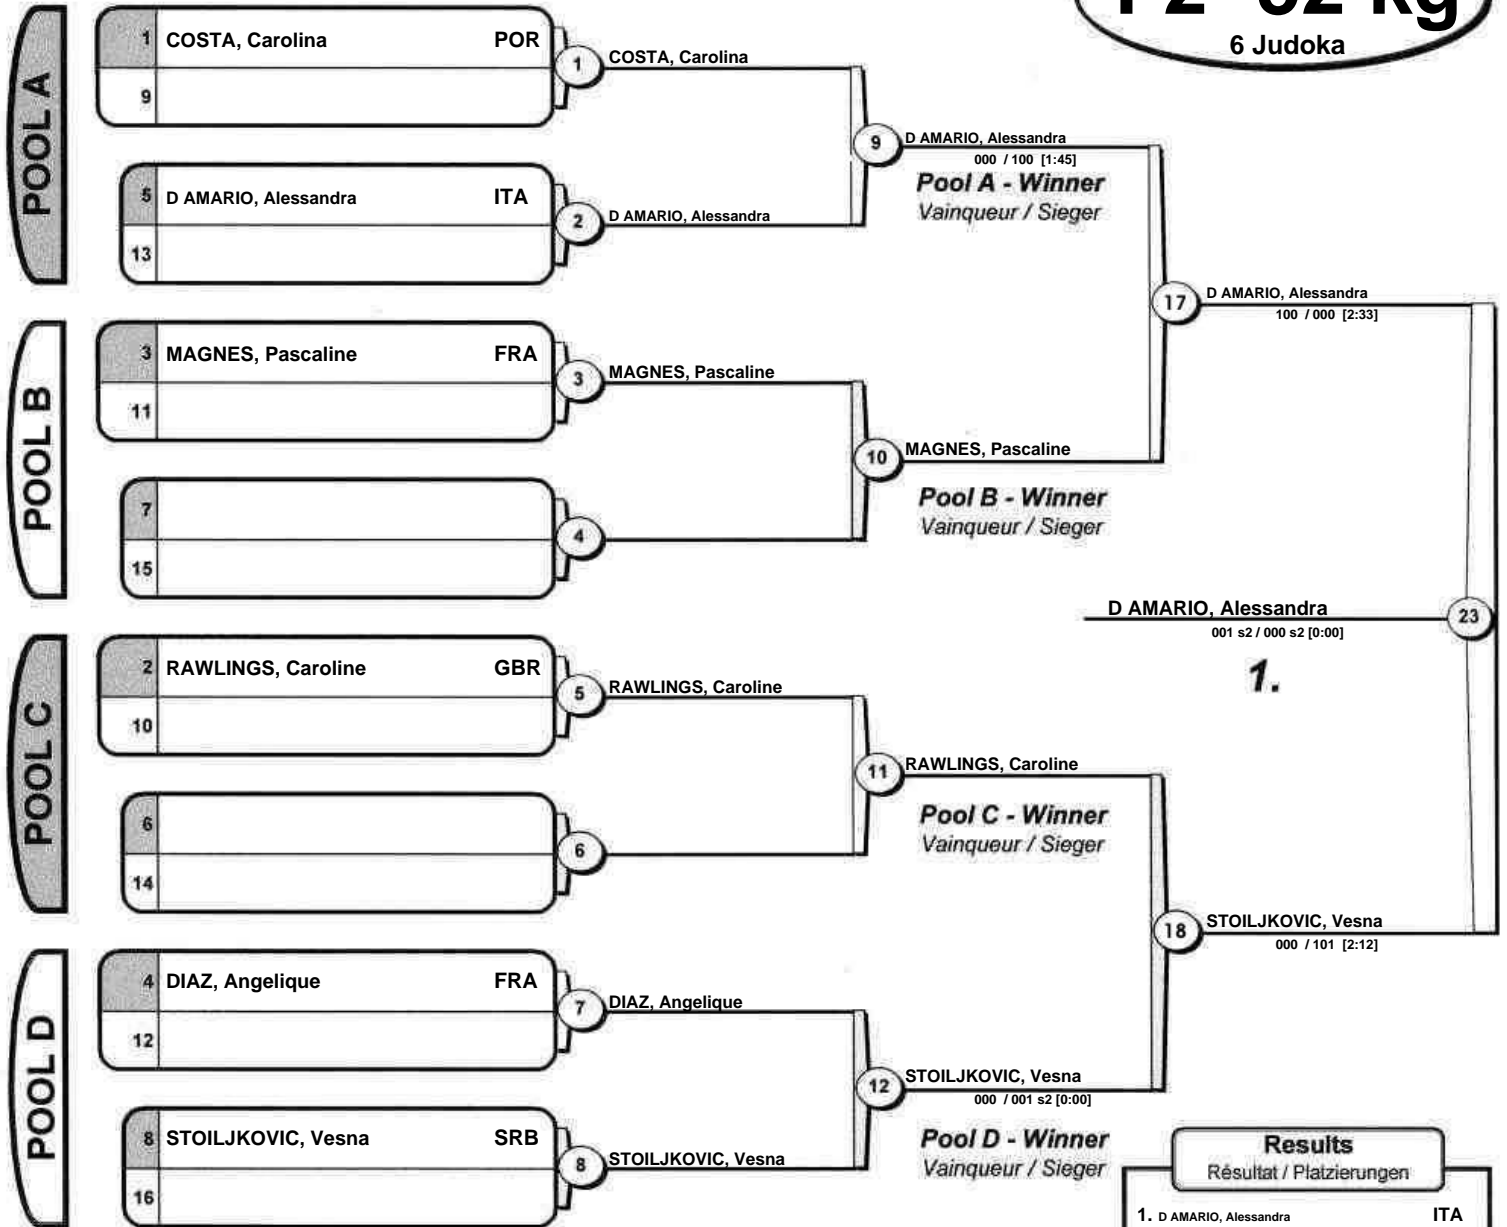 6 Judoka
POOL A
1 COSTA, Carolina POR
9
1 COSTA, Carolina
5 D AMARIO, Alessandra ITA
13
2 D AMARIO, Alessandra
9 D AMARIO, Alessandra
000 / 100 [1:45]
Pool A - Winner
Vainqueur / Sieger
POOL B
3 MAGNES, Pascaline FRA
11
3 MAGNES, Pascaline
7
15
4
10 MAGNES, Pascaline
Pool B - Winner
Vainqueur / Sieger
17 D AMARIO, Alessandra
100 / 000 [2:33]
D AMARIO, Alessandra 23
001 s2 / 000 s2 [0:00]
1.
POOL C
2 RAWLINGS, Caroline GBR
10
5 RAWLINGS, Caroline
6
14
6
11 RAWLINGS, Caroline
Pool C - Winner
Vainqueur / Sieger
18 STOILJKOVIC, Vesna
000 / 101 [2:12]
POOL D
4 DIAZ, Angelique FRA
12
7 DIAZ, Angelique
8 STOILJKOVIC, Vesna SRB
16
8 STOILJKOVIC, Vesna
12 STOILJKOVIC, Vesna
000 / 001 s2 [0:00]
Pool D - Winner
Vainqueur / Sieger
Results
Résultat / Platzierungen
1. D AMARIO, Alessandra ITA